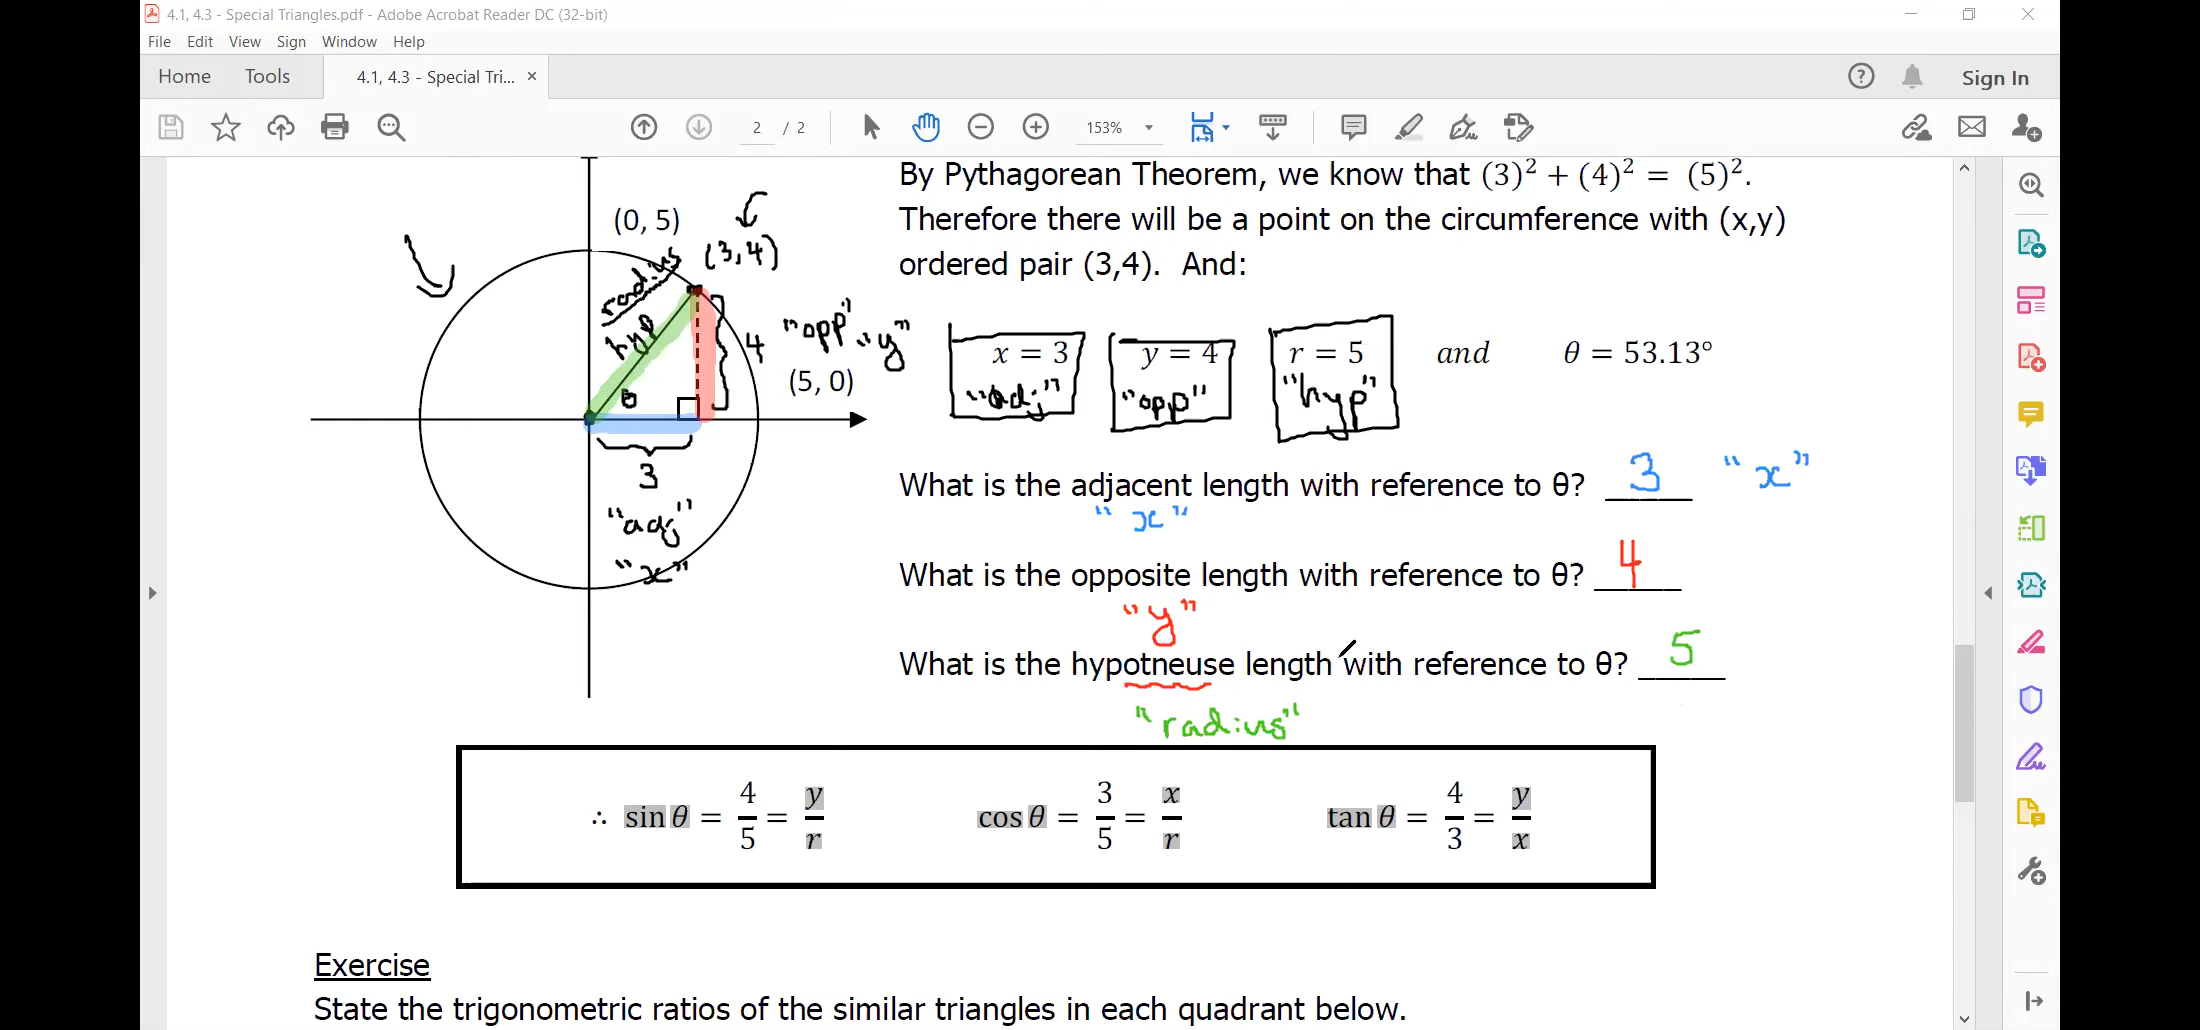 4.1, 4.3 - Special Triangles.pdf - Adobe Acrobat Reader DC (32-bit)
File Edit View Sign Window Help
Home Tools 4.1, 4.3 - Special Tri... × Sign In
2 / 2 153%
By Pythagorean Theorem, we know that (3)² + (4)² = (5)².
Therefore there will be a point on the circumference with (x,y)
ordered pair (3,4). And:
(0, 5)
(3,4)
radius
hyp
θ
4 "opp" "y"
(5, 0)
3
"adj"
"x"
x = 3 y = 4 r = 5 and θ = 53.13°
"adj" "opp" "hyp"
What is the adjacent length with reference to θ? 3 "x"
"x"
What is the opposite length with reference to θ? 4
"y"
What is the hypotneuse length with reference to θ? 5
"radius"
∴ sin θ = 4/5 = y/r cos θ = 3/5 = x/r tan θ = 4/3 = y/x
Exercise
State the trigonometric ratios of the similar triangles in each quadrant below.